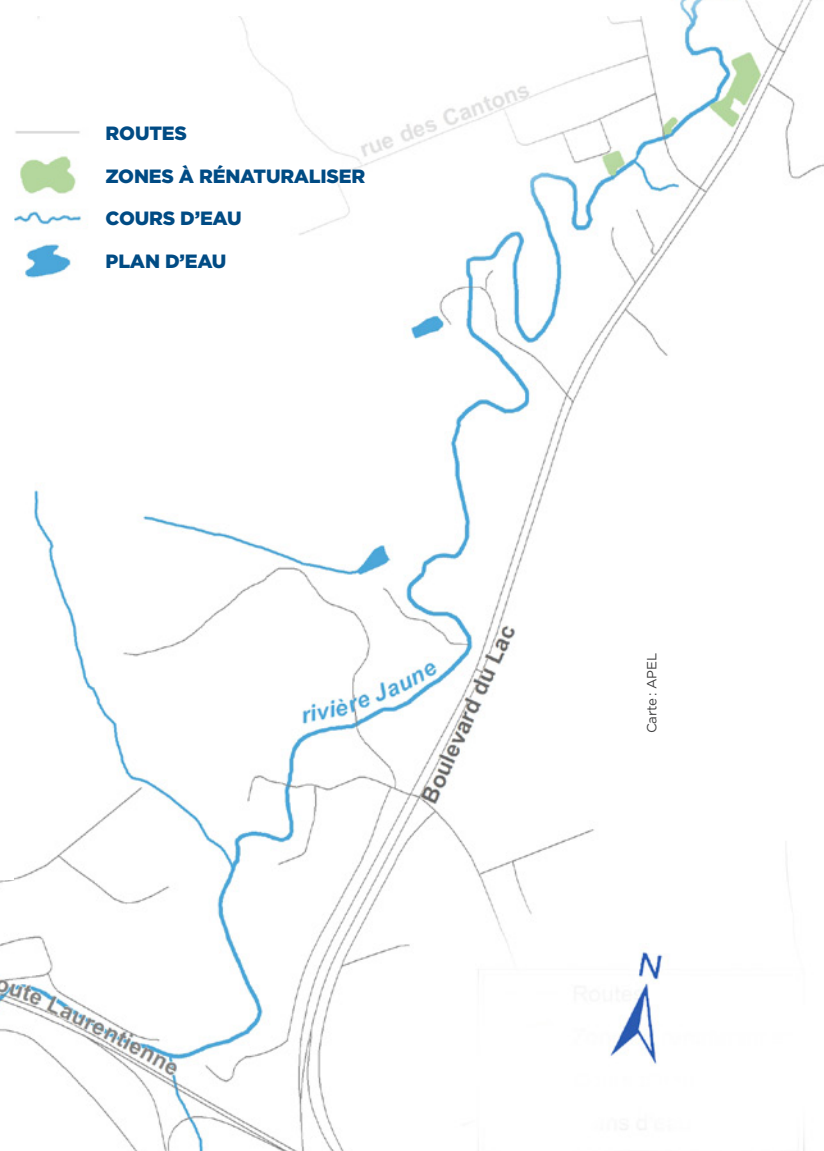 rue des Cantons
ROUTES
ZONES À RÉNATURALISER
COURS D'EAU
PLAN D'EAU
rivière Jaune
Boulevard du Lac
Carte : APEL
oute Laurentienne
N
Routes